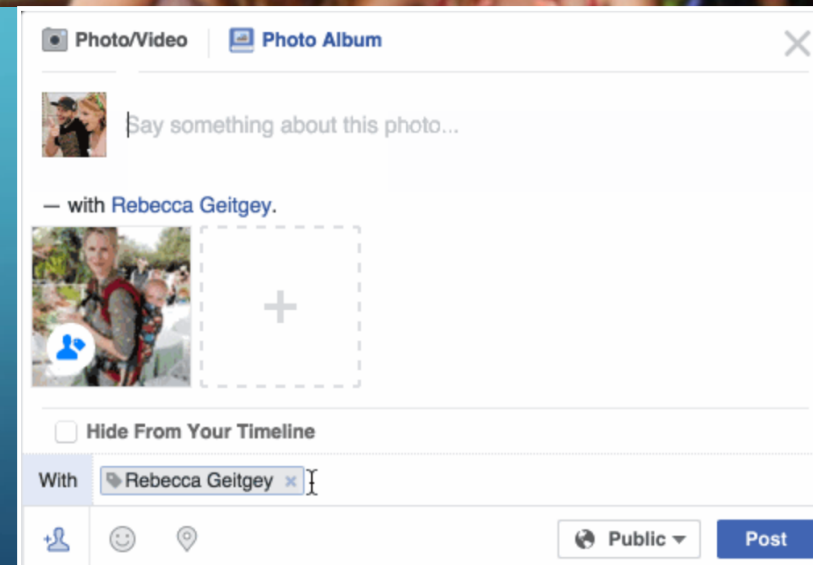 Photo/Video Photo Album
Say something about this photo...
— with Rebecca Geitgey.
Hide From Your Timeline
With Rebecca Geitgey
Public Post